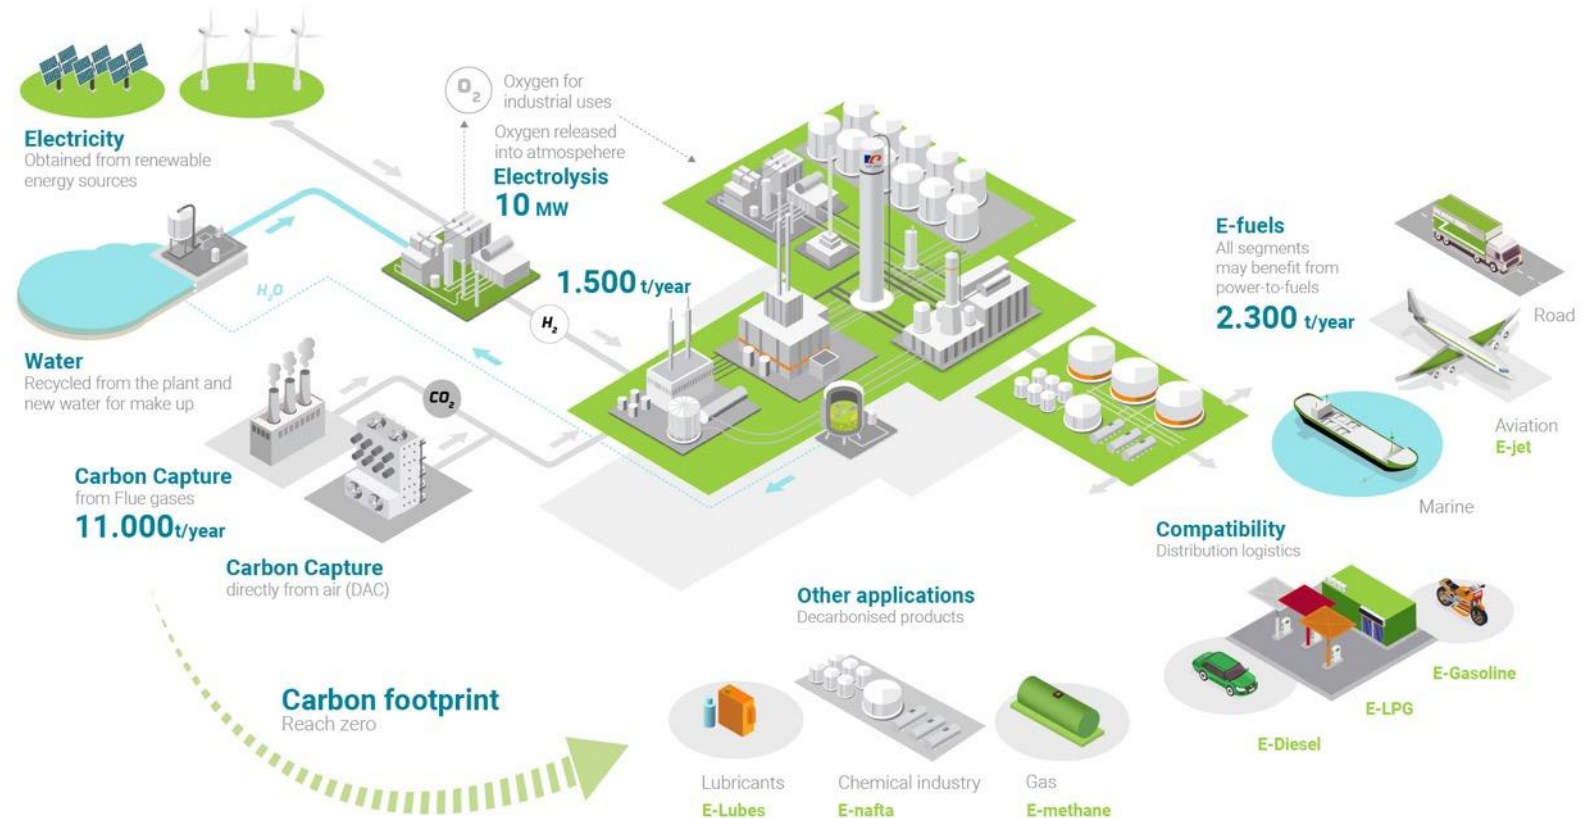 Electricity
Obtained from renewable
energy sources
O₂
Oxygen for
industrial uses
Oxygen released
into atmospehere
Electrolysis
10 MW
H₂O
1.500 t/year
H₂
Water
Recycled from the plant and
new water for make up
CO₂
Carbon Capture
from Flue gases
11.000t/year
Carbon Capture
directly from air (DAC)
E-fuels
All segments
may benefit from
power-to-fuels
2.300 t/year
Road
Aviation
E-jet
Marine
Compatibility
Distribution logistics
E-Gasoline
E-LPG
E-Diesel
Other applications
Decarbonised products
Lubricants
E-Lubes
Chemical industry
E-nafta
Gas
E-methane
Carbon footprint
Reach zero